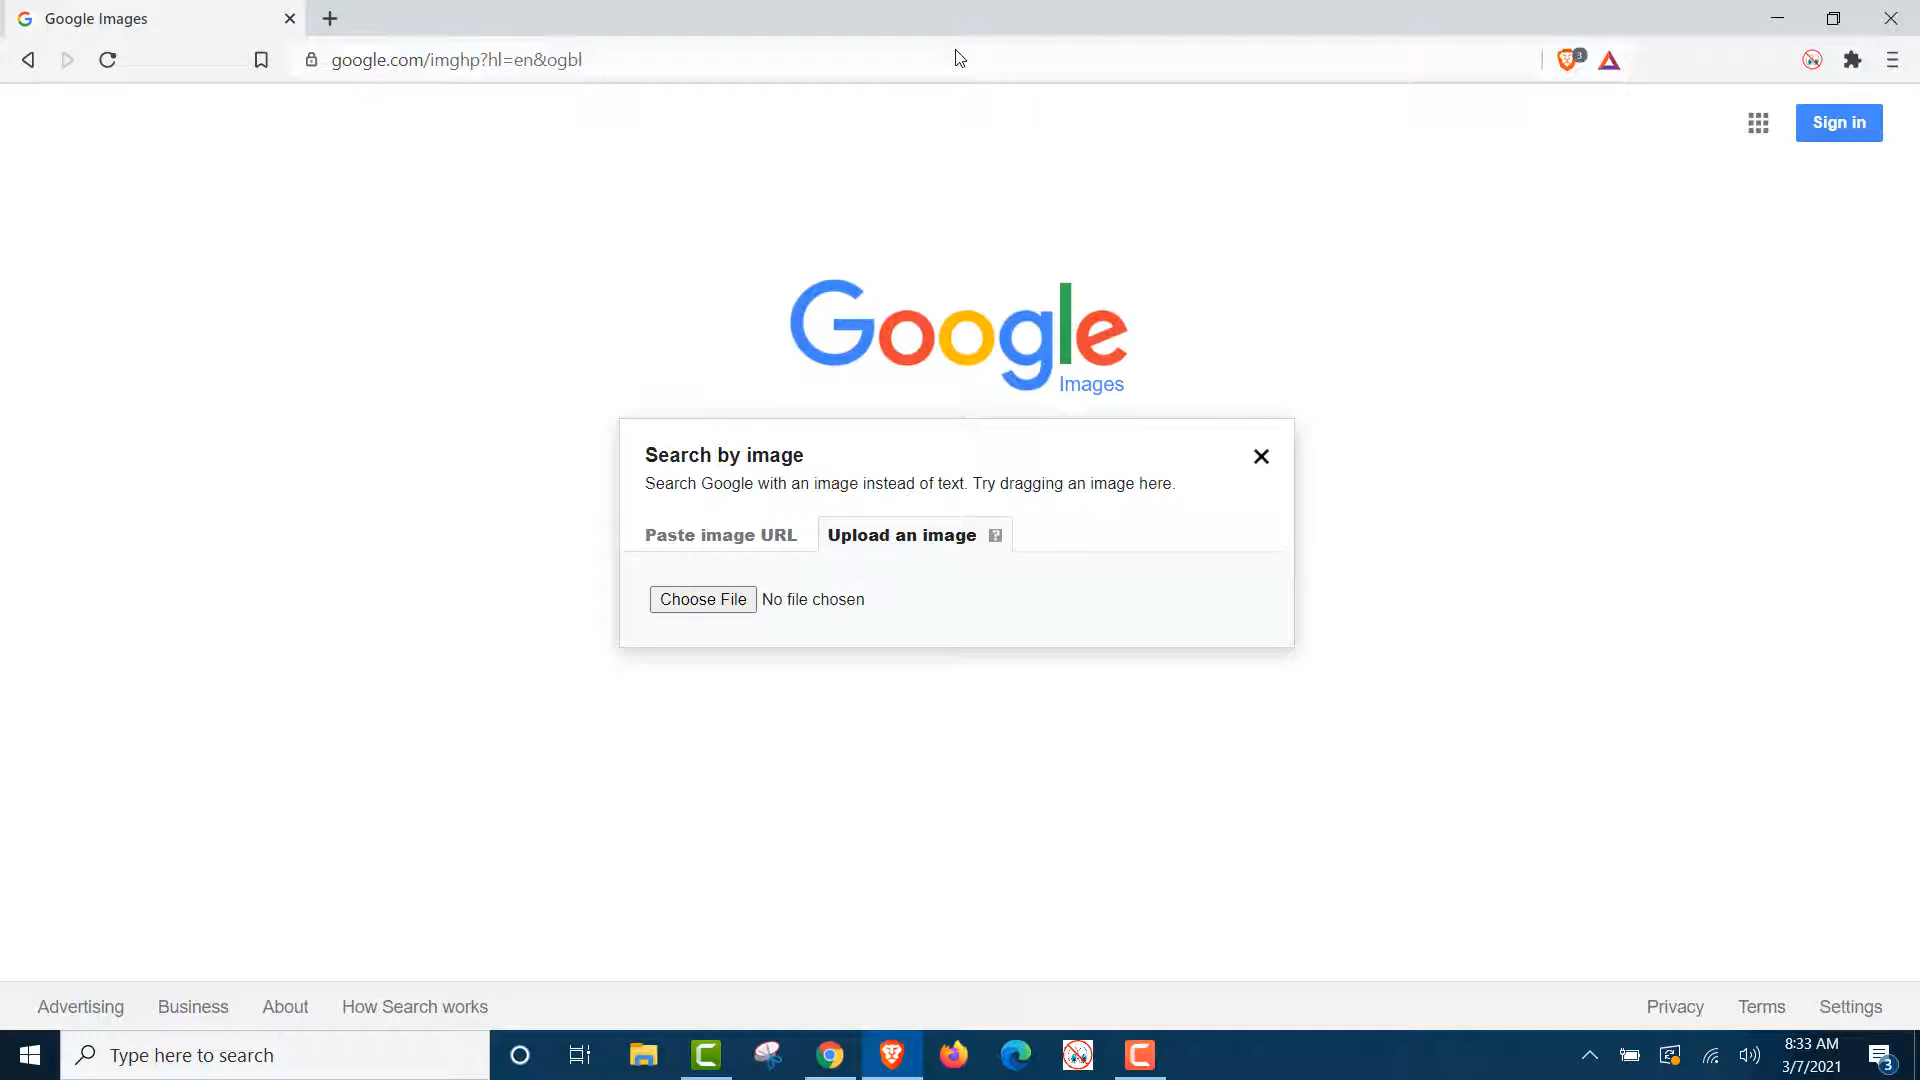 Google Images
google.com/imghp?hl=en&ogbl
3
Sign in
Google
Images
Search by image
Search Google with an image instead of text. Try dragging an image here.
Paste image URL
Upload an image ?
Choose File No file chosen
Advertising Business About How Search works
Privacy Terms Settings
Type here to search
8:33 AM
3/7/2021
3